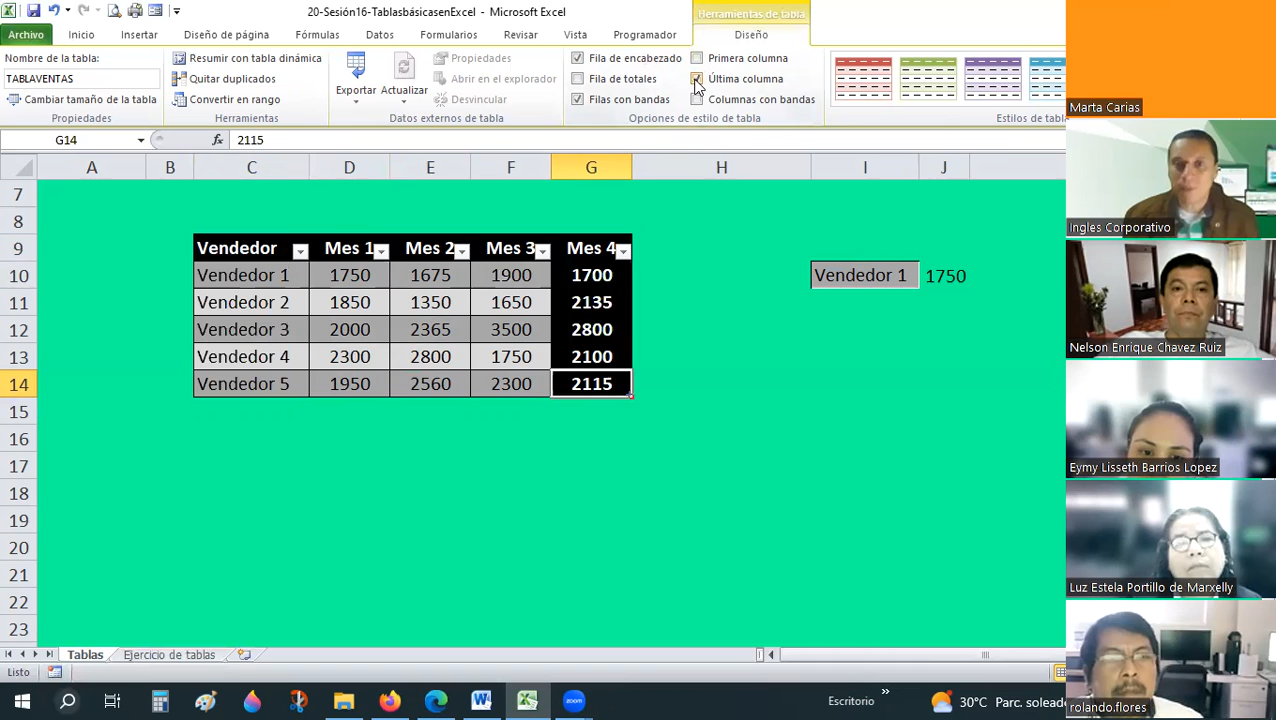 20-Sesión16-TablasbásicasenExcel - Microsoft Excel
Herramientas de tabla
Archivo Inicio Insertar Diseño de página Fórmulas Datos Formularios Revisar Vista Programador Diseño
Nombre de la tabla:
TABLAVENTAS
Cambiar tamaño de la tabla
Propiedades
Resumir con tabla dinámica
Quitar duplicados
Convertir en rango
Herramientas
Exportar Actualizar
Propiedades
Abrir en el explorador
Desvincular
Datos externos de tabla
Fila de encabezado Primera columna
Fila de totales Última columna
Filas con bandas Columnas con bandas
Opciones de estilo de tabla
G14 fx 2115
A B C D E F G H I J
7
8
9 Vendedor Mes 1 Mes 2 Mes 3 Mes 4
10 Vendedor 1 1750 1675 1900 1700 Vendedor 1 1750
11 Vendedor 2 1850 1350 1650 2135
12 Vendedor 3 2000 2365 3500 2800
13 Vendedor 4 2300 2800 1750 2100
14 Vendedor 5 1950 2560 2300 2115
15
16
17
18
19
20
21
22
23
Tablas Ejercicio de tablas
Listo
Escritorio » 30°C
Marta Carias
Ingles Corporativo
Nelson Enrique Chavez Ruiz
Eymy Lisseth Barrios Lopez
Luz Estela Portillo de Marxelly
rolando.flores